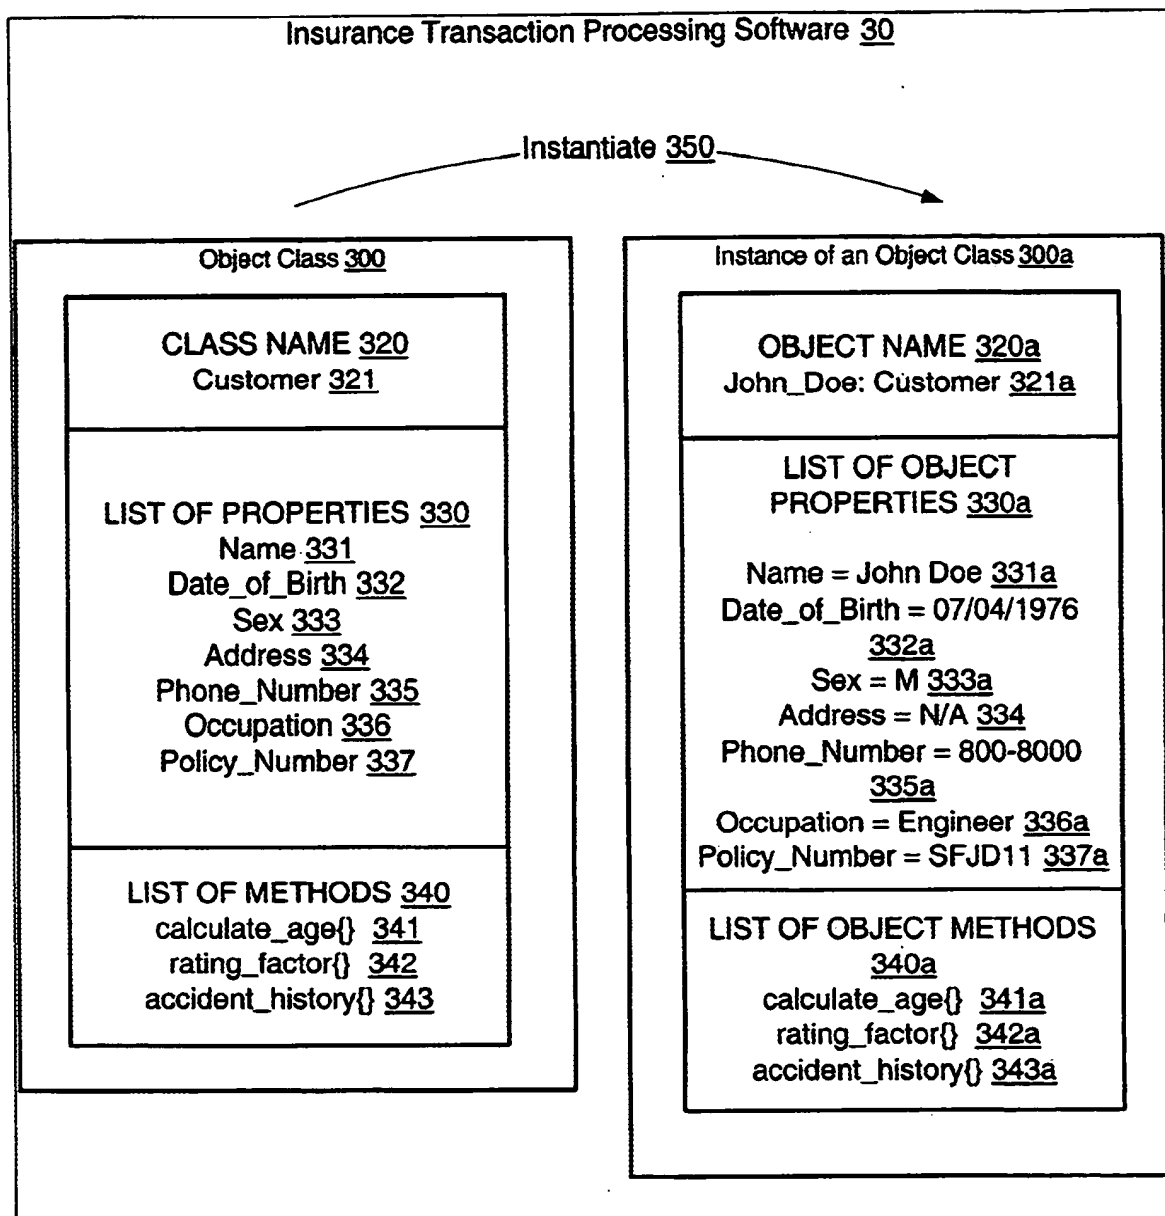 Insurance Transaction Processing Software 30
Instantiate 350
Object Class 300
CLASS NAME 320
Customer 321
LIST OF PROPERTIES 330
Name 331
Date_of_Birth 332
Sex 333
Address 334
Phone_Number 335
Occupation 336
Policy_Number 337
LIST OF METHODS 340
calculate_age{} 341
rating_factor{} 342
accident_history{} 343
Instance of an Object Class 300a
OBJECT NAME 320a
John_Doe: Customer 321a
LIST OF OBJECT
PROPERTIES 330a
Name = John Doe 331a
Date_of_Birth = 07/04/1976
332a
Sex = M 333a
Address = N/A 334
Phone_Number = 800-8000
335a
Occupation = Engineer 336a
Policy_Number = SFJD11 337a
LIST OF OBJECT METHODS
340a
calculate_age{} 341a
rating_factor{} 342a
accident_history{} 343a